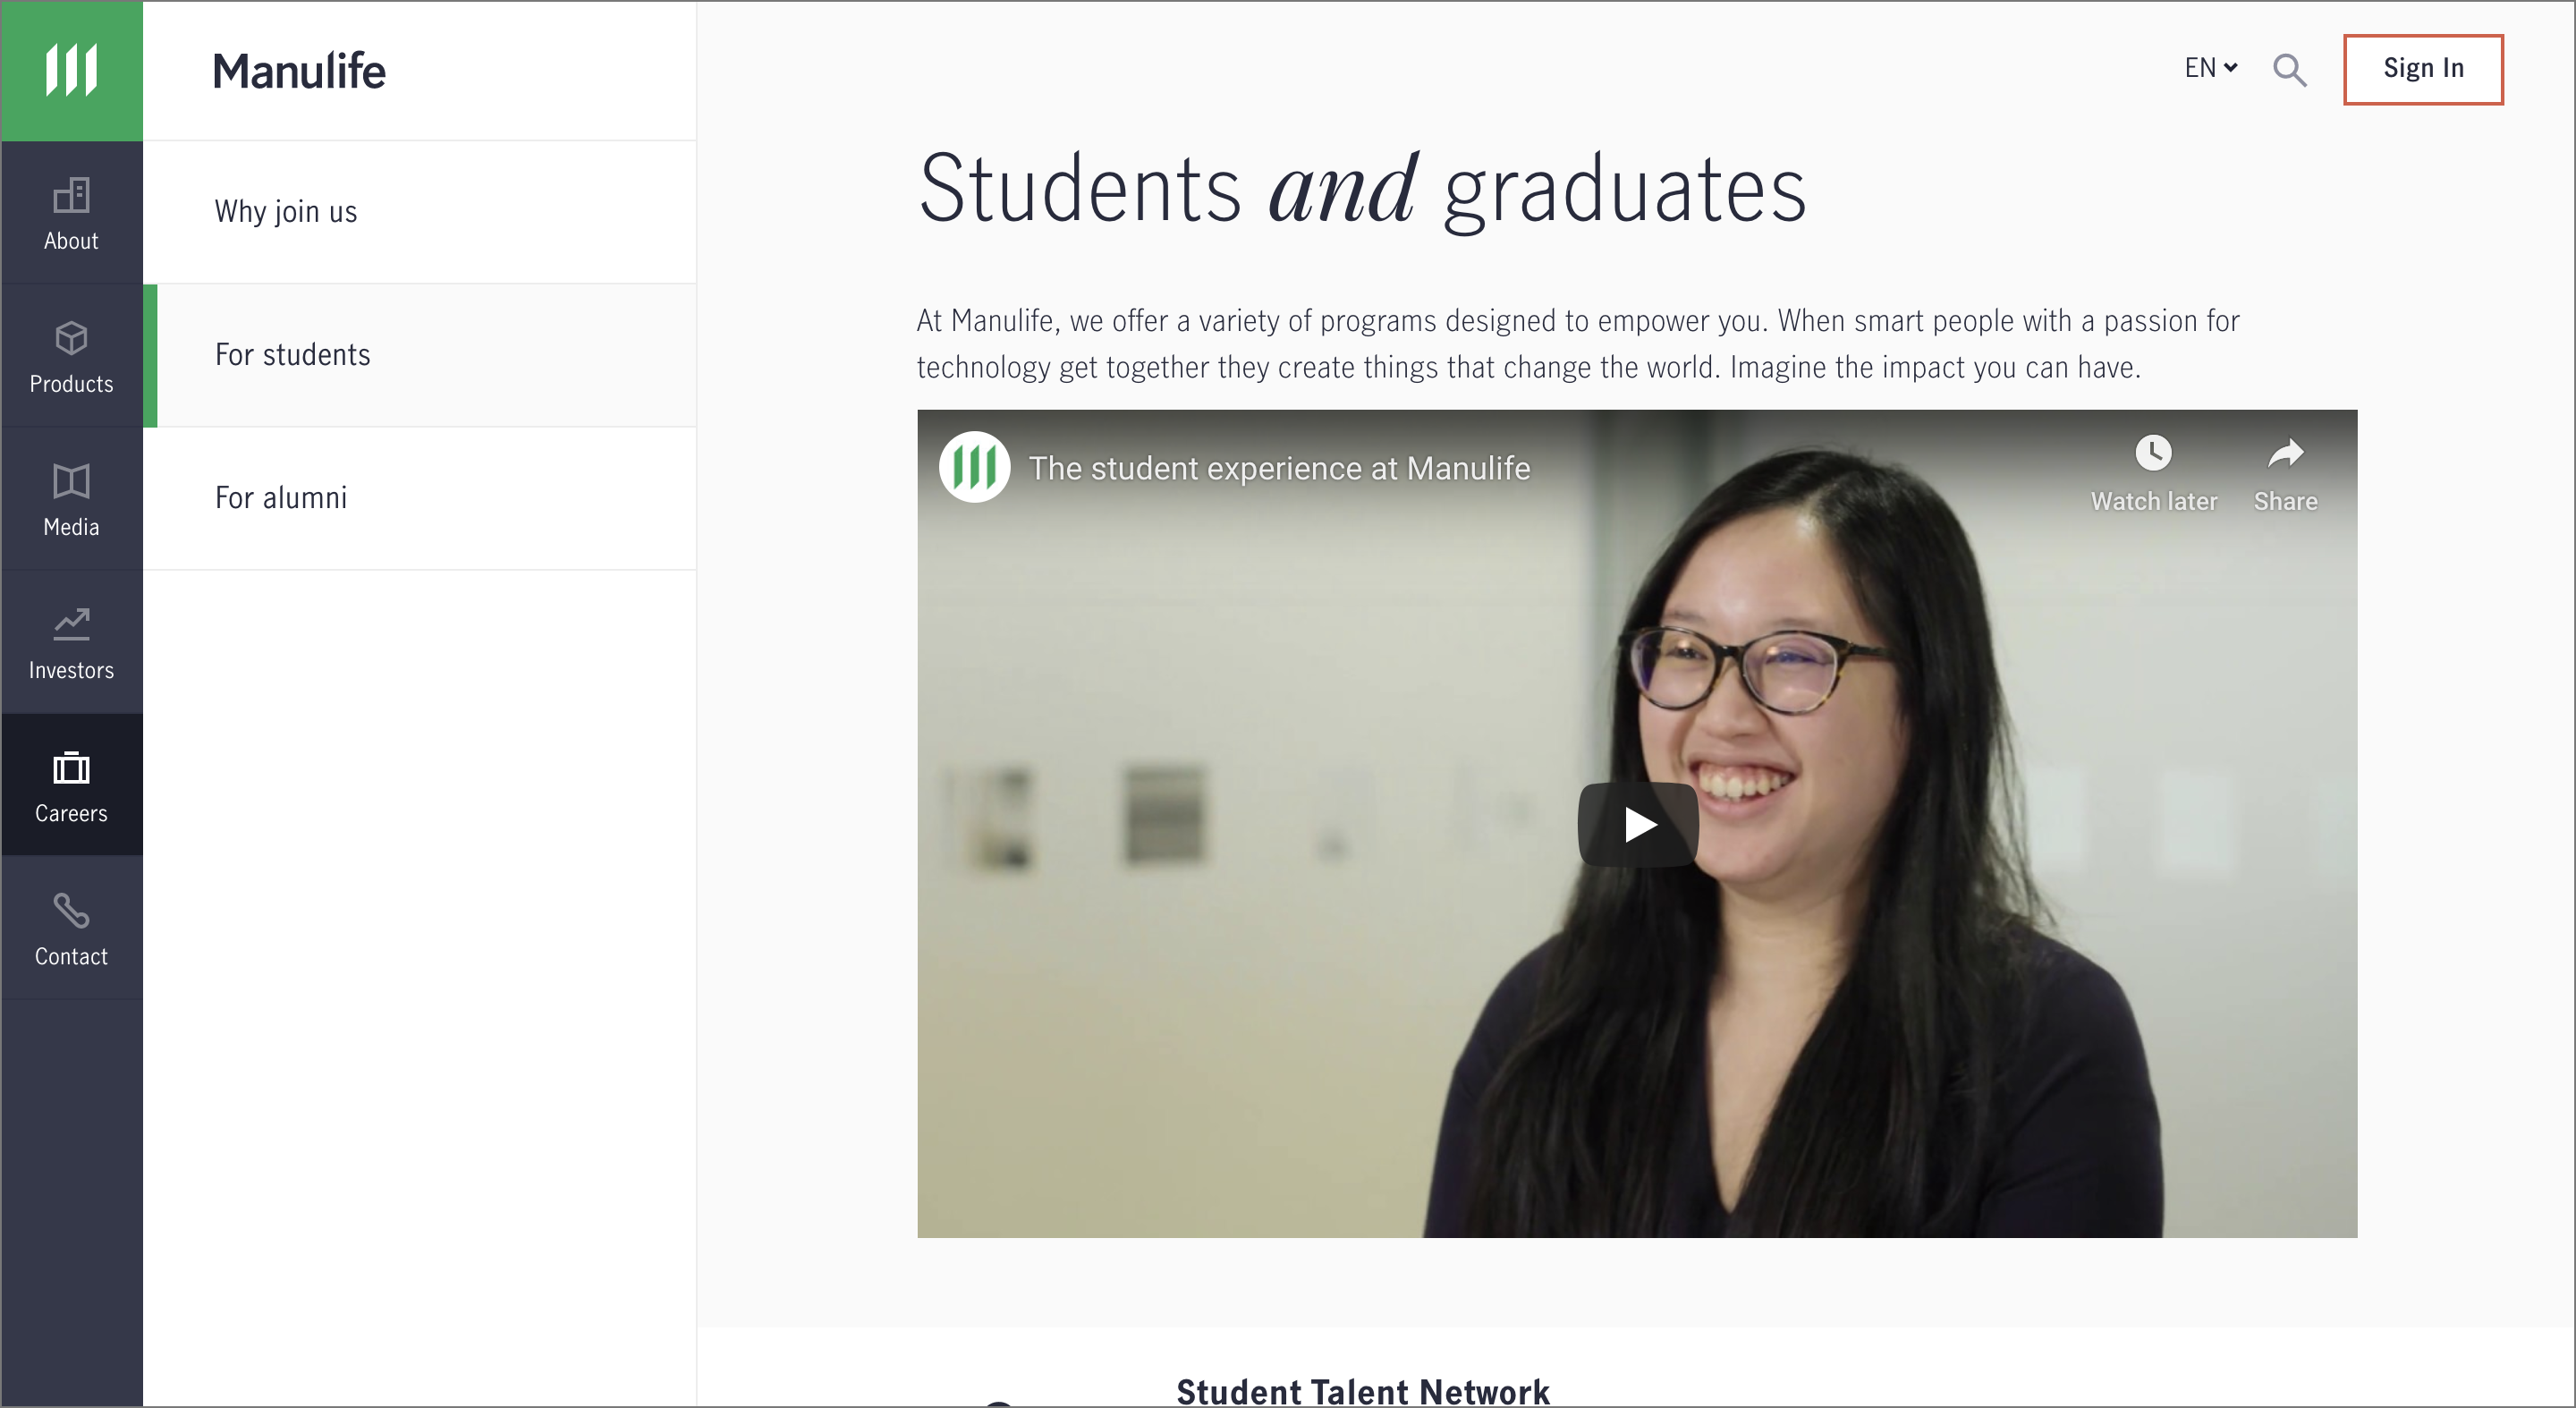 Manulife
EN
Sign In
About
Products
Media
Investors
Careers
Contact
Why join us
For students
For alumni
Students and graduates
At Manulife, we offer a variety of programs designed to empower you. When smart people with a passion for
technology get together they create things that change the world. Imagine the impact you can have.
The student experience at Manulife
Watch later
Share
Student Talent Network